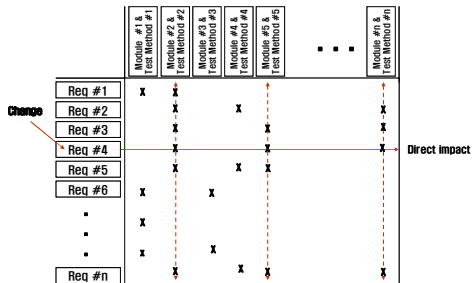 Module #1 &
Test Method #1
Module #2 &
Test Method #2
Module #3 &
Test Method #3
Module #4 &
Test Method #4
Module #5 &
Test Method #5
▪ ▪ ▪
Module #n &
Test Method #n
Req #1 X X
Change
Req #2 X X X
Req #3 X X X
Req #4 X X X Direct impact
Req #5 X X X
Req #6 X X
▪ X
▪
▪ X X
Req #n X X X X